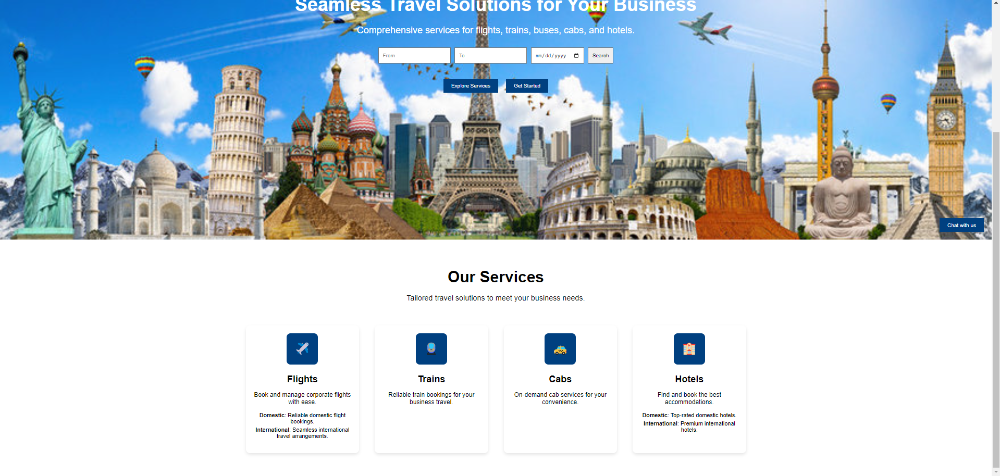 Seamless Travel Solutions for Your Business
Comprehensive services for flights, trains, buses, cabs, and hotels.
From To mm/dd/yyyy Search
Explore Services Get Started
Chat with us
Our Services
Tailored travel solutions to meet your business needs.
Flights
Book and manage corporate flights
with ease.
Domestic: Reliable domestic flight
bookings.
International: Seamless international
travel arrangements.
Trains
Reliable train bookings for your
business travel.
Cabs
On-demand cab services for your
convenience.
Hotels
Find and book the best
accommodations.
Domestic: Top-rated domestic hotels.
International: Premium international
hotels.